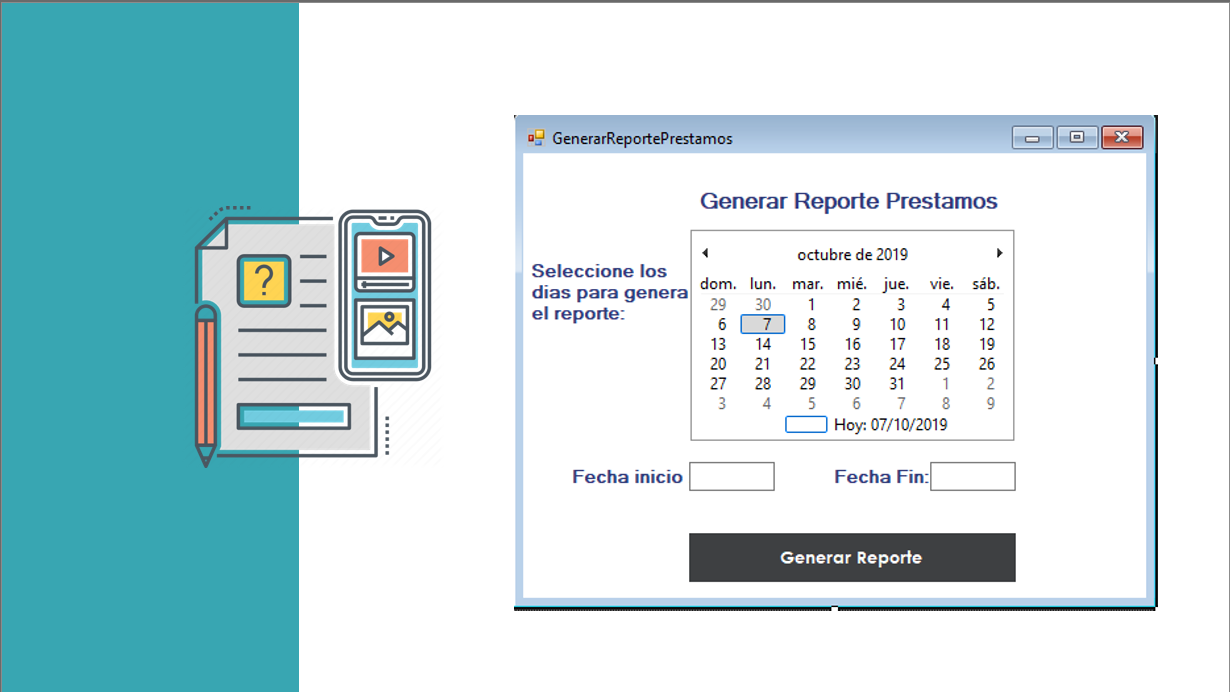 GenerarReportePrestamos
Generar Reporte Prestamos
Seleccione los
dias para genera
el reporte:
octubre de 2019
dom. lun. mar. mié. jue. vie. sáb.
29 30 1 2 3 4 5
6 7 8 9 10 11 12
13 14 15 16 17 18 19
20 21 22 23 24 25 26
27 28 29 30 31 1 2
3 4 5 6 7 8 9
Hoy: 07/10/2019
Fecha inicio Fecha Fin:
Generar Reporte
?